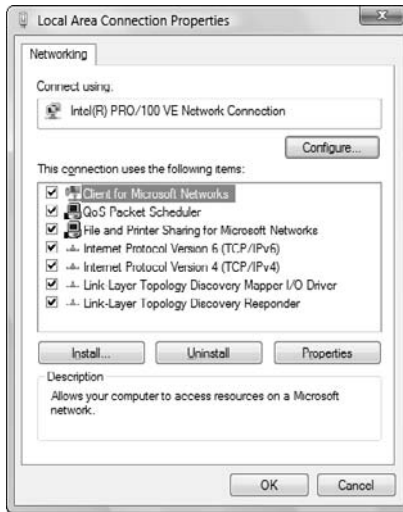 Local Area Connection Properties
Networking
Connect using:
Intel(R) PRO/100 VE Network Connection
Configure...
This connection uses the following items:
Client for Microsoft Networks
QoS Packet Scheduler
File and Printer Sharing for Microsoft Networks
Internet Protocol Version 6 (TCP/IPv6)
Internet Protocol Version 4 (TCP/IPv4)
Link Layer Topology Discovery Mapper I/O Driver
Link-Layer Topology Discovery Responder
Install... Uninstall Properties
Description
Allows your computer to access resources on a Microsoft
network.
OK Cancel